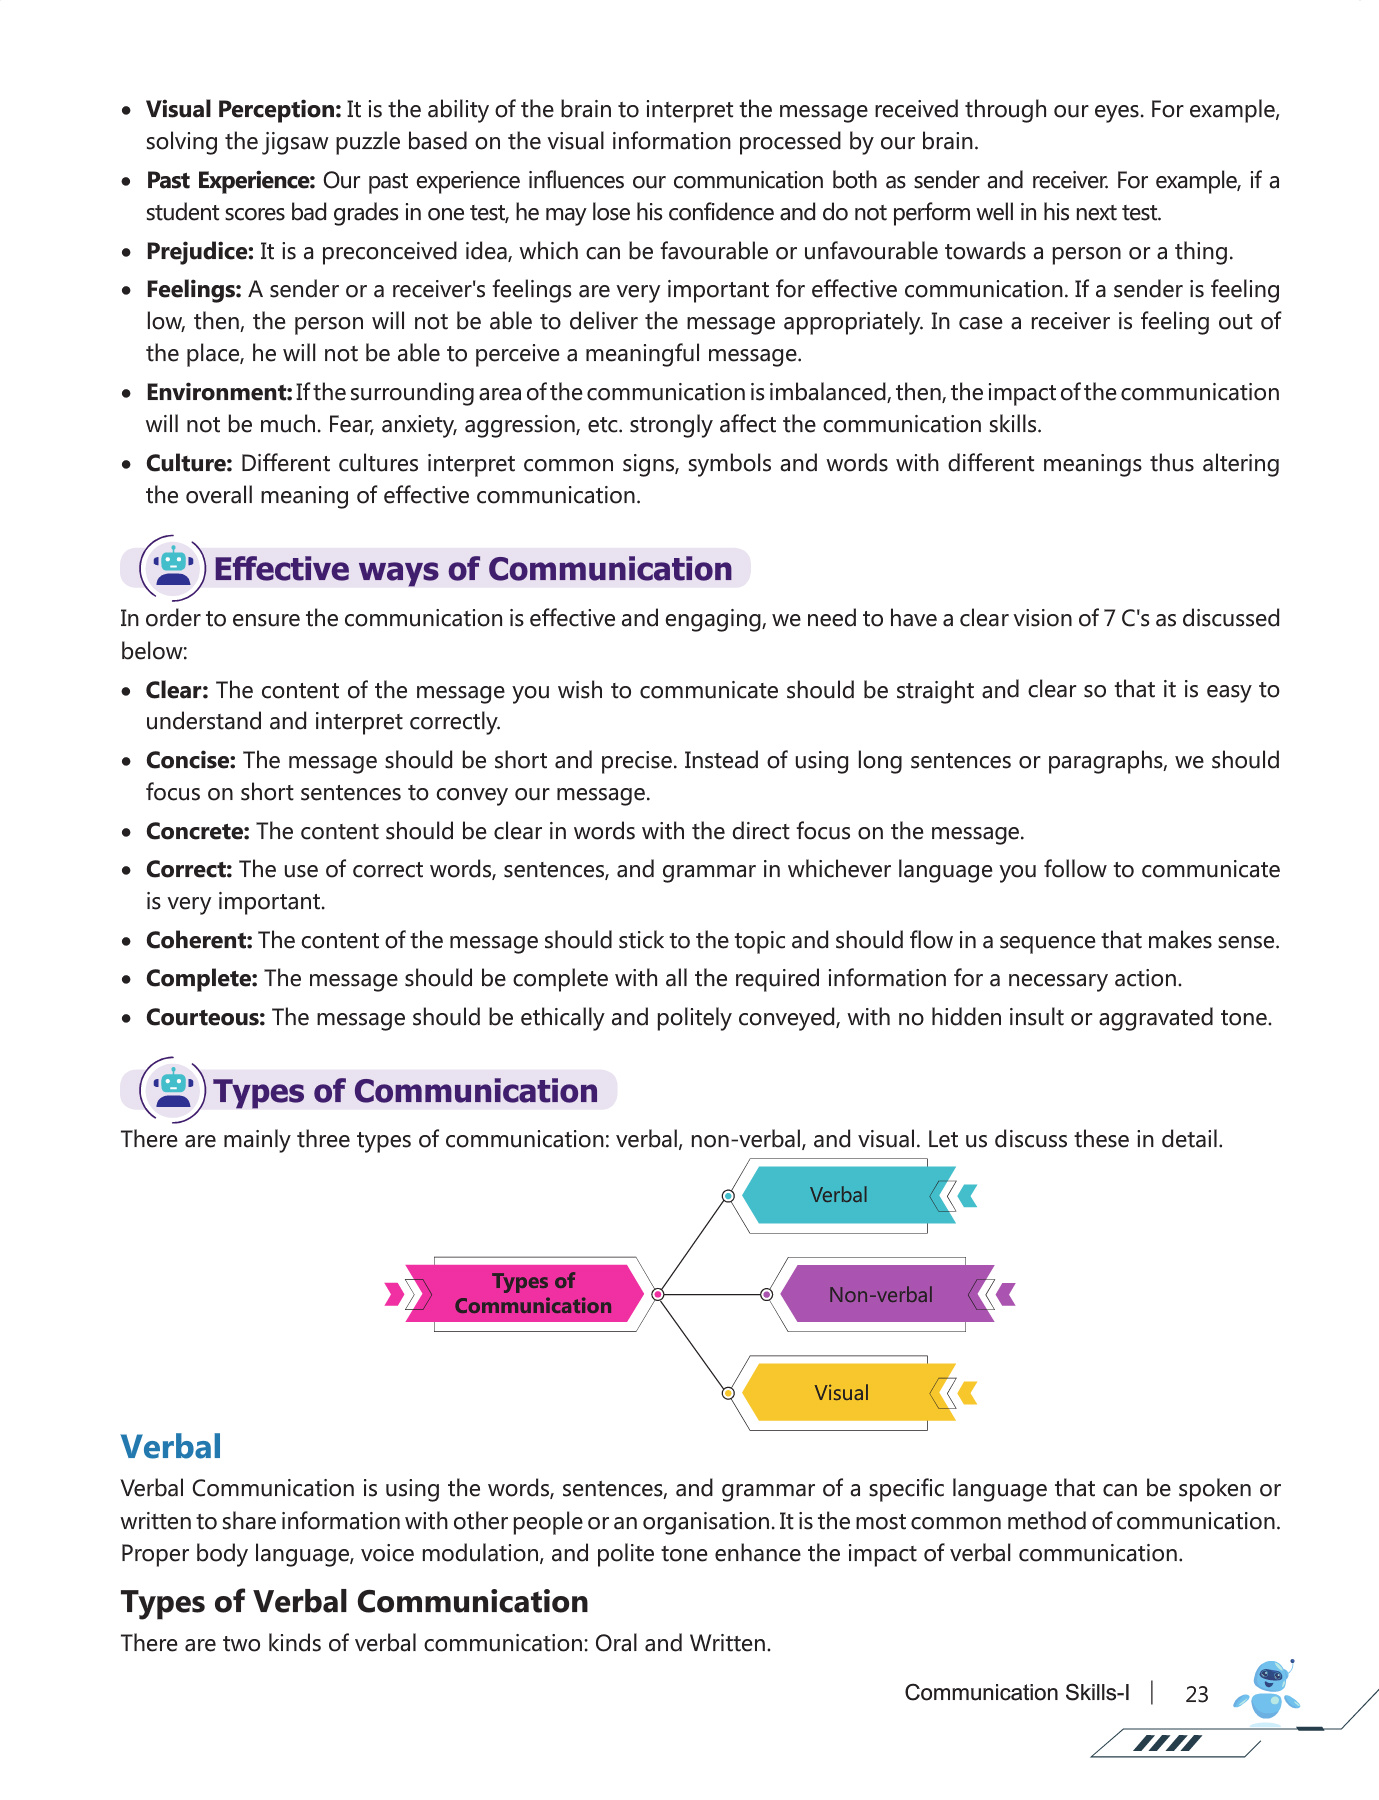 • Visual Perception: It is the ability of the brain to interpret the message received through our eyes. For example,
solving the jigsaw puzzle based on the visual information processed by our brain.
• Past Experience: Our past experience influences our communication both as sender and receiver. For example, if a
student scores bad grades in one test, he may lose his confidence and do not perform well in his next test.
• Prejudice: It is a preconceived idea, which can be favourable or unfavourable towards a person or a thing.
• Feelings: A sender or a receiver's feelings are very important for effective communication. If a sender is feeling
low, then, the person will not be able to deliver the message appropriately. In case a receiver is feeling out of
the place, he will not be able to perceive a meaningful message.
• Environment: If the surrounding area of the communication is imbalanced, then, the impact of the communication
will not be much. Fear, anxiety, aggression, etc. strongly affect the communication skills.
• Culture: Different cultures interpret common signs, symbols and words with different meanings thus altering
the overall meaning of effective communication.
Effective ways of Communication
In order to ensure the communication is effective and engaging, we need to have a clear vision of 7 C's as discussed
below:
• Clear: The content of the message you wish to communicate should be straight and clear so that it is easy to
understand and interpret correctly.
• Concise: The message should be short and precise. Instead of using long sentences or paragraphs, we should
focus on short sentences to convey our message.
• Concrete: The content should be clear in words with the direct focus on the message.
• Correct: The use of correct words, sentences, and grammar in whichever language you follow to communicate
is very important.
• Coherent: The content of the message should stick to the topic and should flow in a sequence that makes sense.
• Complete: The message should be complete with all the required information for a necessary action.
• Courteous: The message should be ethically and politely conveyed, with no hidden insult or aggravated tone.
Types of Communication
There are mainly three types of communication: verbal, non-verbal, and visual. Let us discuss these in detail.
Verbal
Types of
Communication
Non-verbal
Visual
Verbal
Verbal Communication is using the words, sentences, and grammar of a specific language that can be spoken or
written to share information with other people or an organisation. It is the most common method of communication.
Proper body language, voice modulation, and polite tone enhance the impact of verbal communication.
Types of Verbal Communication
There are two kinds of verbal communication: Oral and Written.
Communication Skills-I | 23